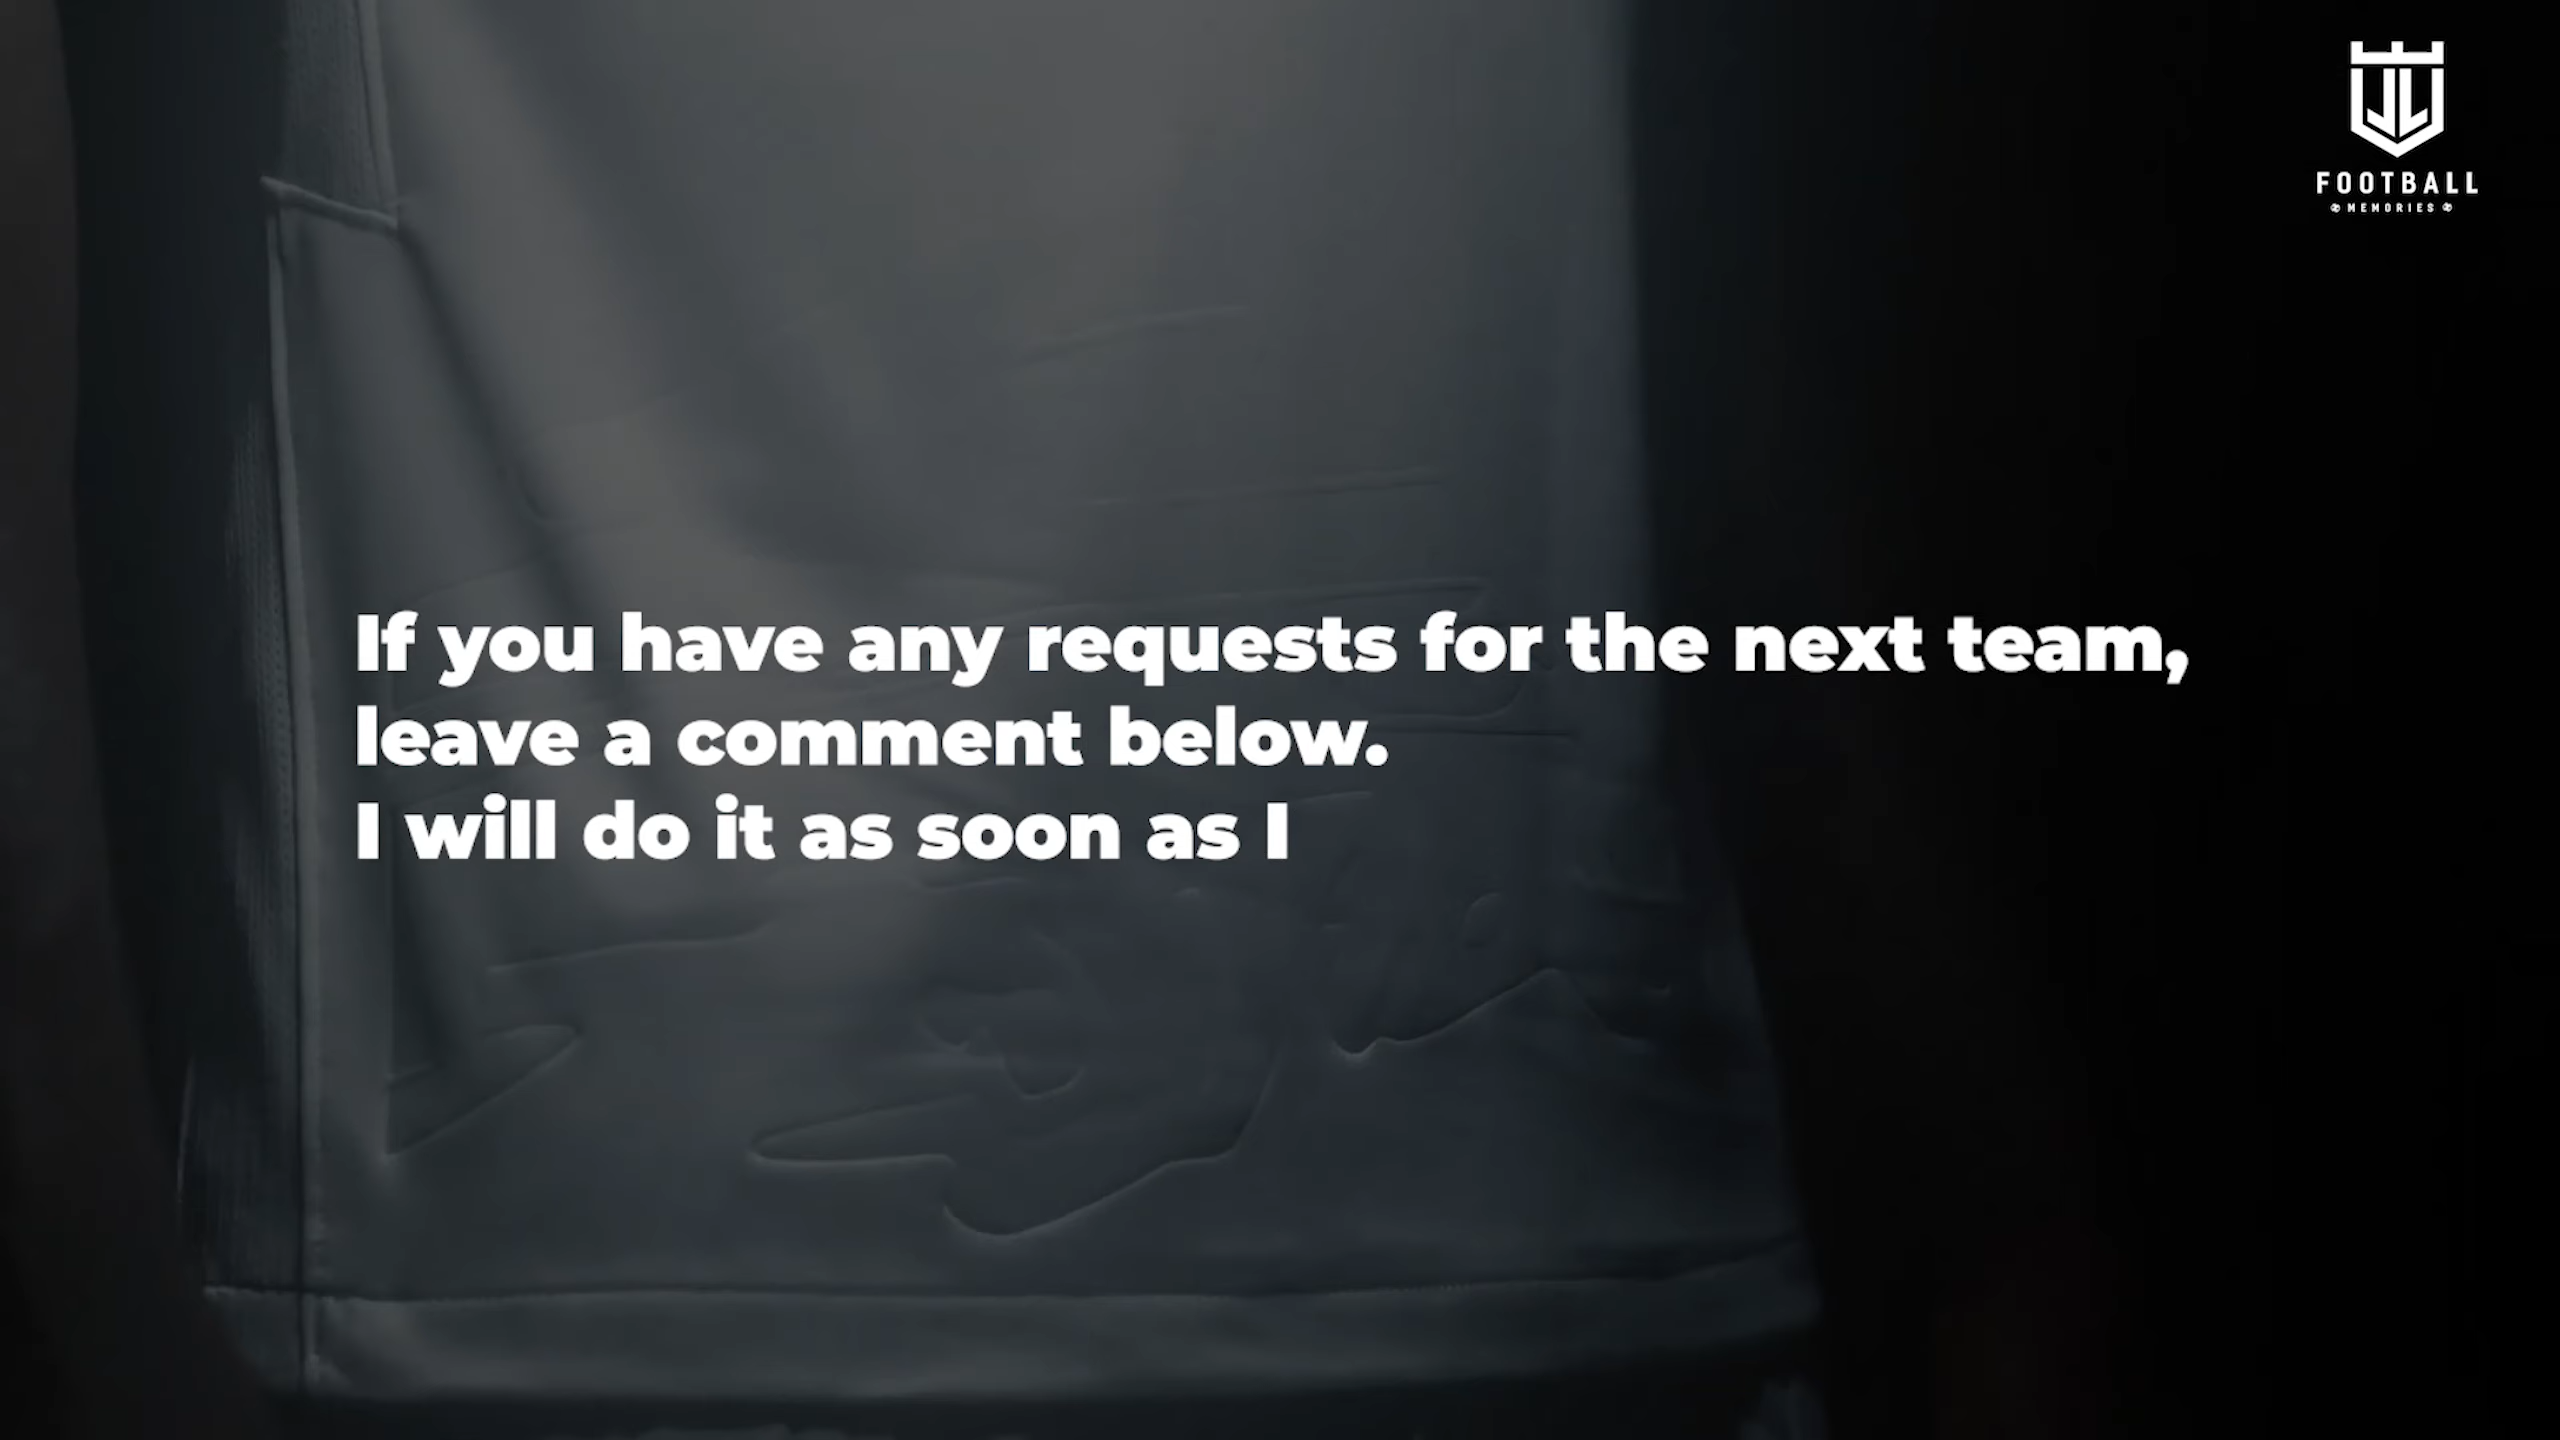 JL
FOOTBALL
MEMORIES
If you have any requests for the next team,
leave a comment below.
I will do it as soon as I